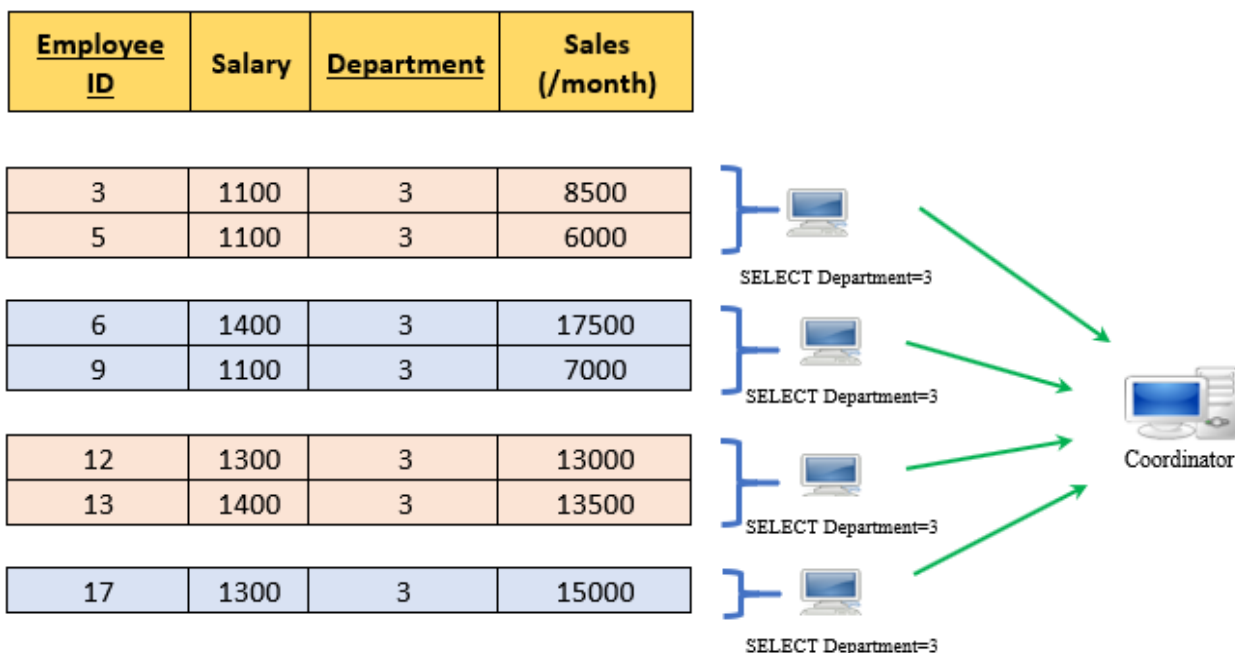 Employee ID Salary Department Sales (/month)
3 1100 3 8500
5 1100 3 6000
SELECT Department=3
6 1400 3 17500
9 1100 3 7000
SELECT Department=3
12 1300 3 13000
13 1400 3 13500
Coordinator
SELECT Department=3
17 1300 3 15000
SELECT Department=3